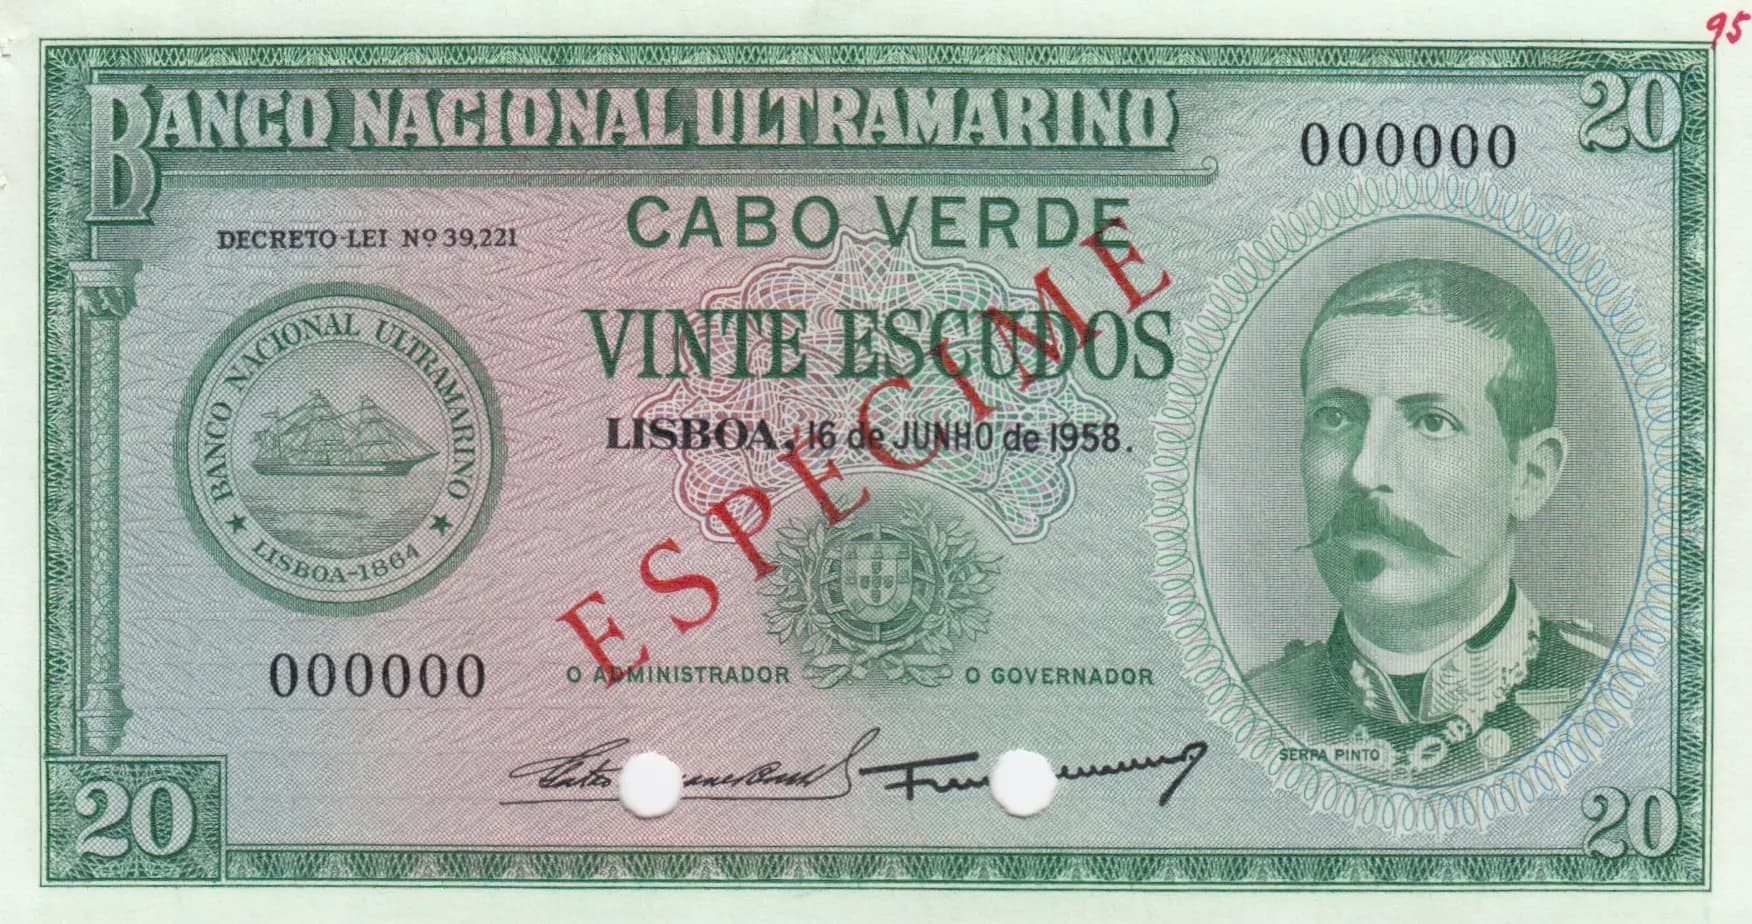 95
BANCO NACIONAL ULTRAMARINO
20
000000
CABO VERDE
DECRETO-LEI Nº 39,221
VINTE ESCUDOS
LISBOA, 16 de JUNHO de 1958.
ESPECIME
BANCO NACIONAL ULTRAMARINO
LISBOA-1864
000000
O ADMINISTRADOR
O GOVERNADOR
SERPA PINTO
20
20